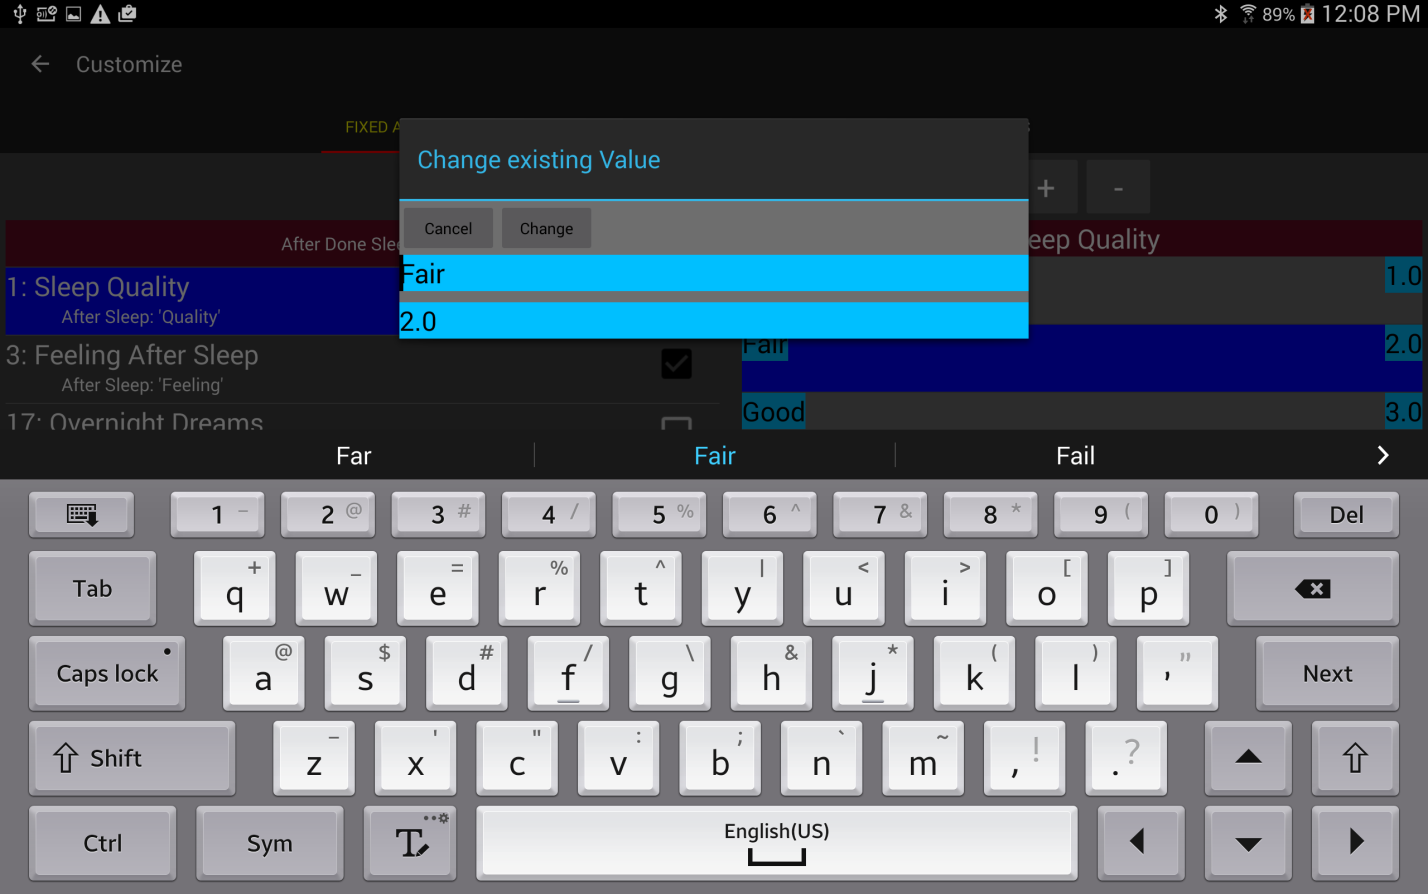 89% 12:08 PM
Customize
FIXED A
Change existing Value
+ -
Cancel Change
After Done Slee
eep Quality
Fair
1: Sleep Quality
After Sleep: 'Quality'
1.0
2.0
3: Feeling After Sleep
After Sleep: 'Feeling'
Fair 2.0
17: Overnight Dreams
Good 3.0
Far Fair Fail
1 - 2 @ 3 # 4 / 5 % 6 ^ 7 & 8 * 9 ( 0 ) Del
Tab q + w _ e = r % t ^ y | u < i > o [ p ]
Caps lock a @ s $ d # f / g \ h & j * k ( l ) ' " Next
Shift z - x ' c " v : b ; n ` m ~ , ! . ?
Ctrl Sym T English(US)